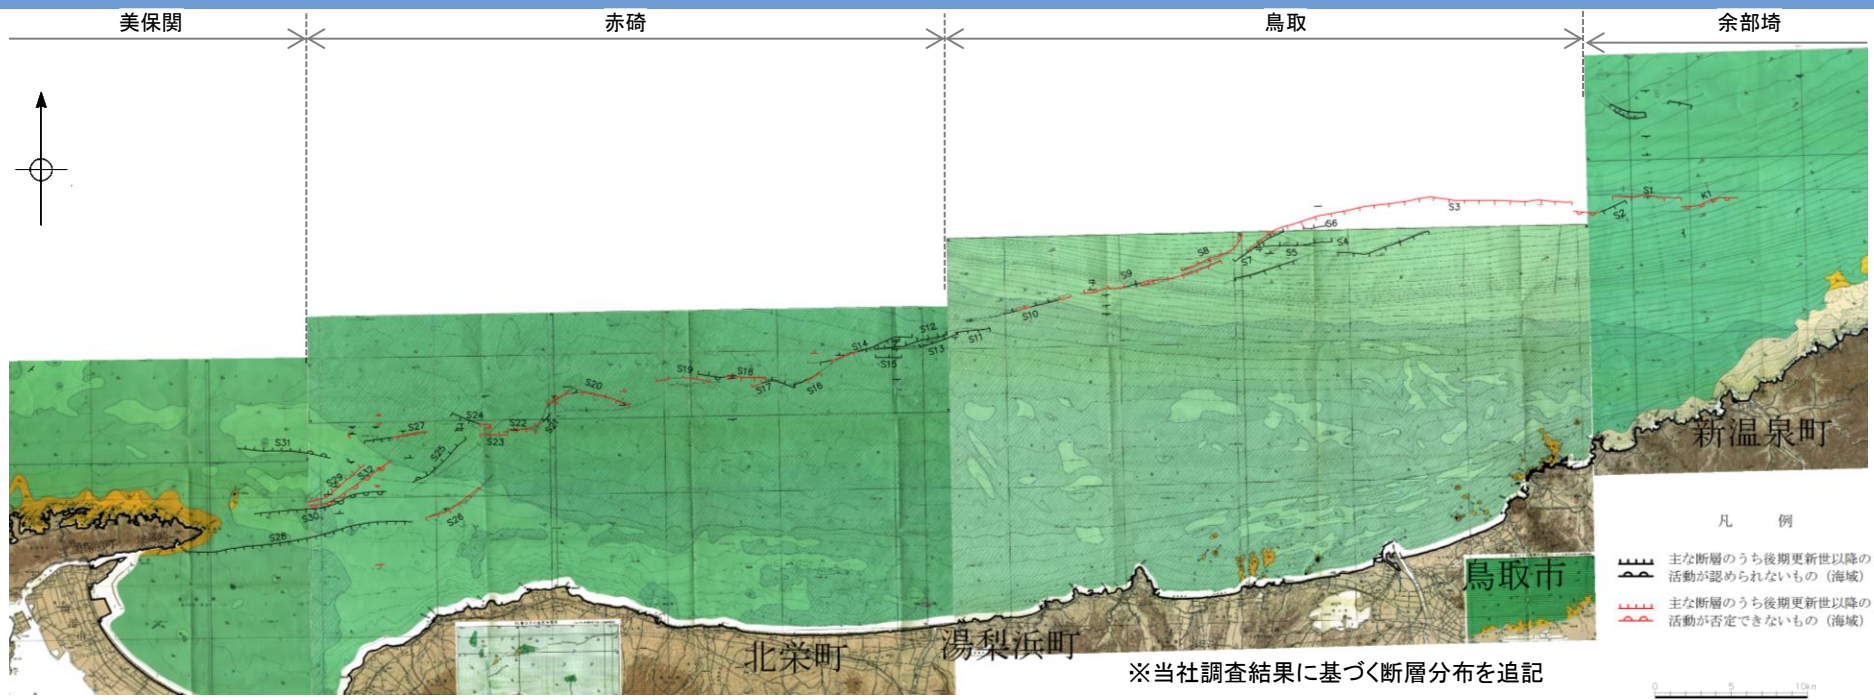 美保関
赤碕
鳥取
余部埼
S1
K1
S2
S3
S6
S4
S5
S7
S8
S9
S10
S11
S12
S13
S14
S15
S16
S17
S18
S19
S20
S21
S22
S23
S24
S25
S26
S27
S31
S29
S32
S30
S28
新温泉町
鳥取市
湯梨浜町
北栄町
凡 例
主な断層のうち後期更新世以降の
活動が認められないもの（海域）
主な断層のうち後期更新世以降の
活動が否定できないもの（海域）
※当社調査結果に基づく断層分布を追記
0 5 10km